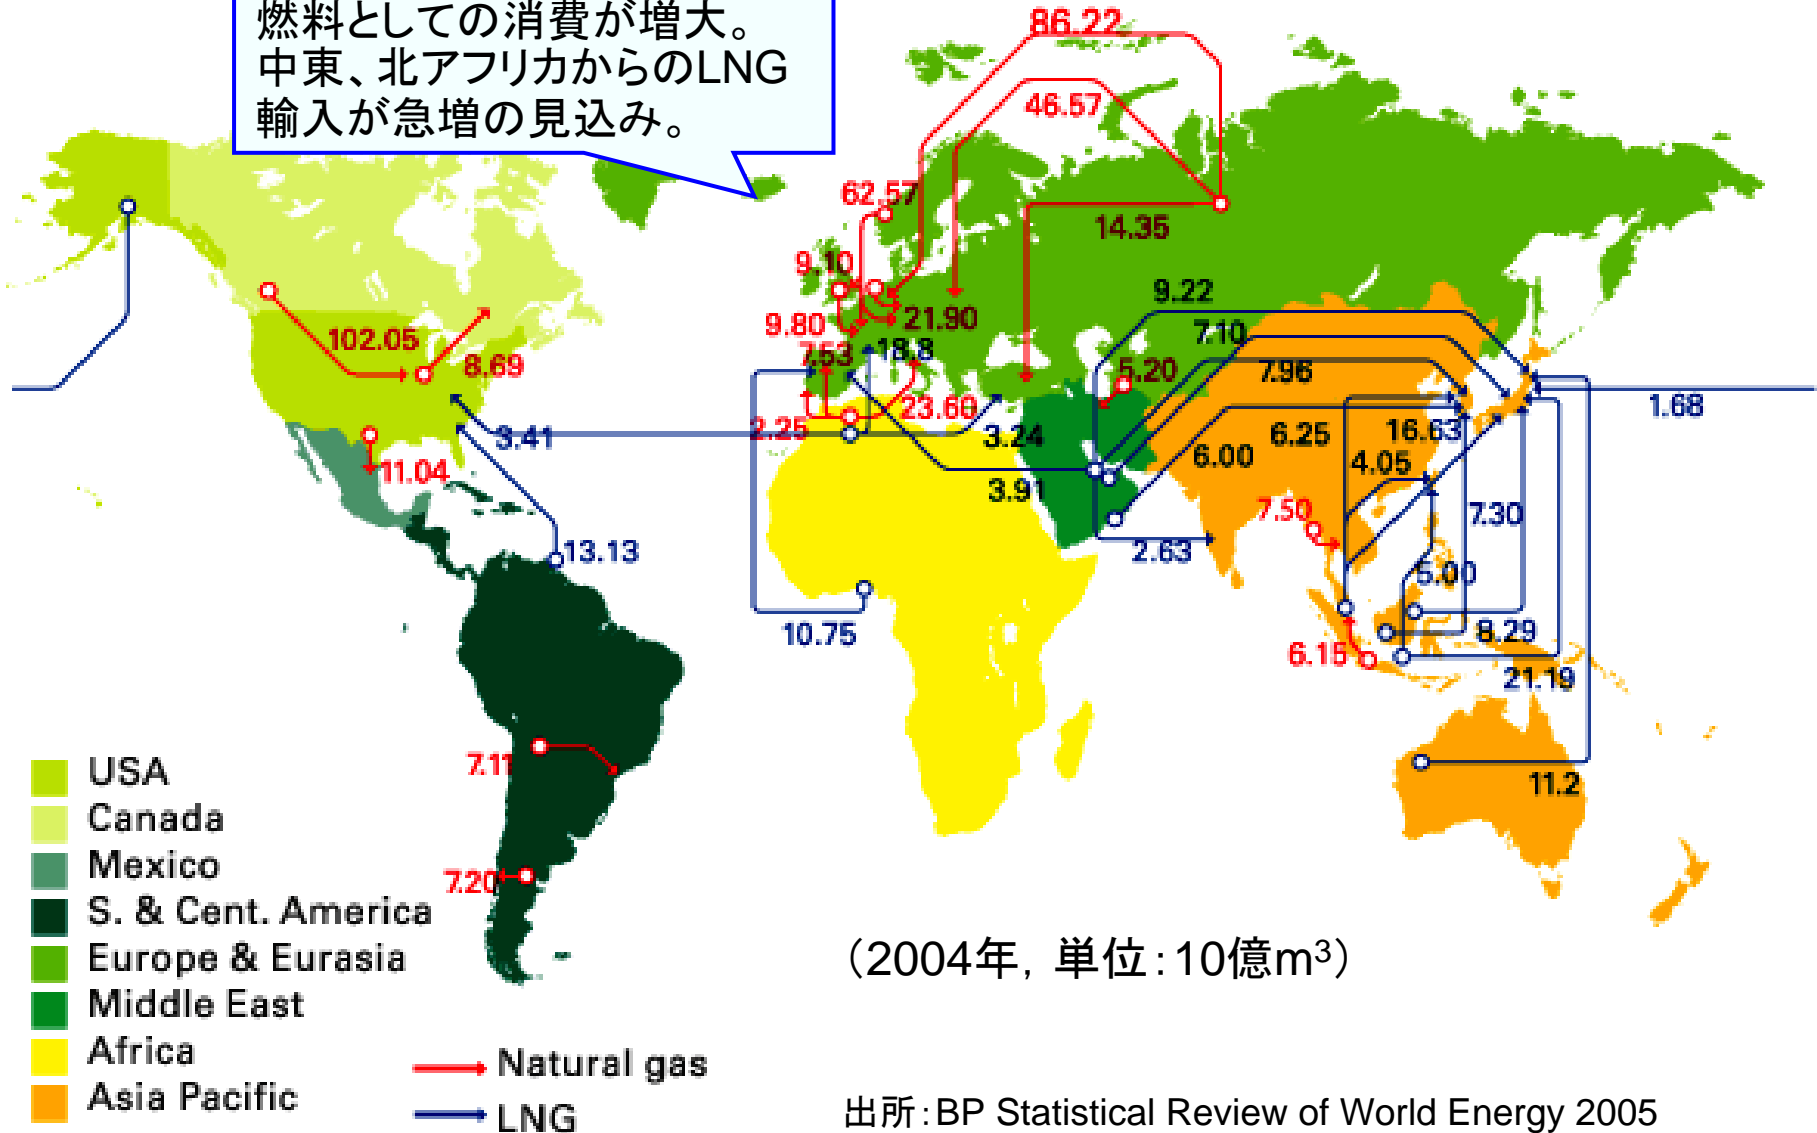 燃料としての消費が増大。
中東、北アフリカからのLNG
輸入が急増の見込み。
86.22
46.57
62.57
14.35
9.10
9.22
9.80
21.90
7.10
102.05
7.53
18.8
8.69
5.20
7.96
23.60
1.68
2.25
3.41
3.24
6.25
16.63
6.00
4.05
11.04
3.91
7.50
7.30
13.13
2.63
5.00
10.75
8.29
6.15
21.19
7.11
11.2
7.20
USA
Canada
Mexico
S. & Cent. America
Europe & Eurasia
Middle East
Africa
Asia Pacific
Natural gas
LNG
（2004年, 単位：10億m³）
出所：BP Statistical Review of World Energy 2005